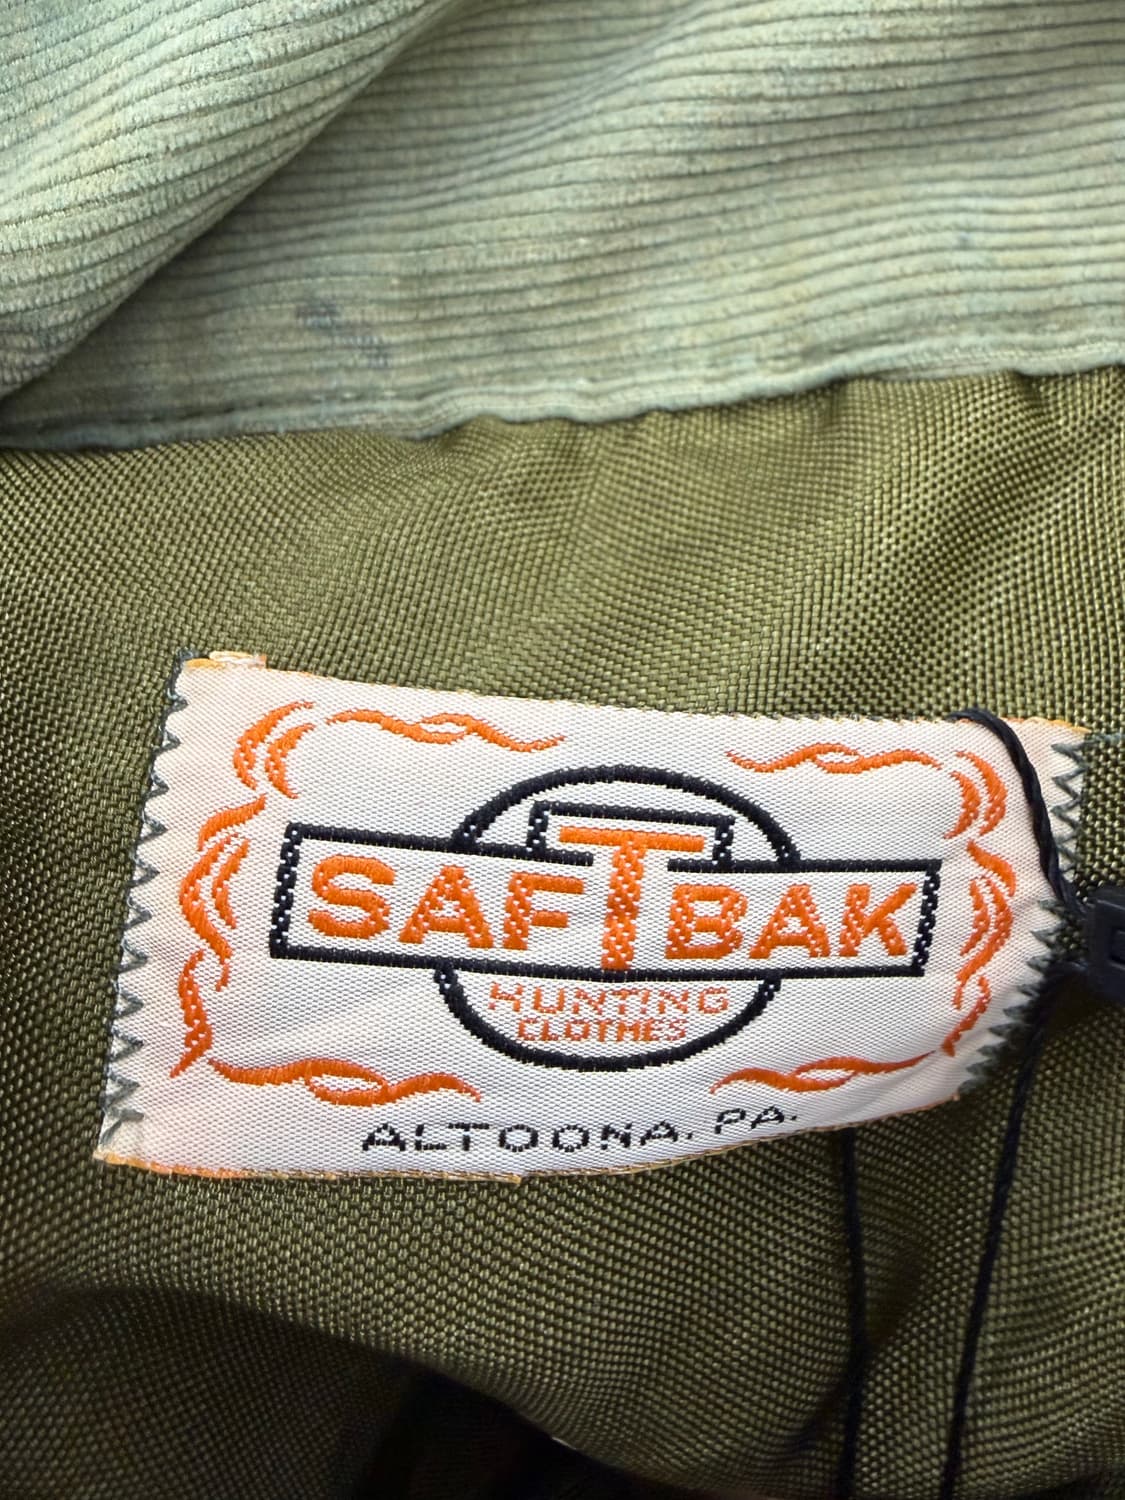 SAFTBAK
HUNTING
CLOTHES
ALTOONA, PA.